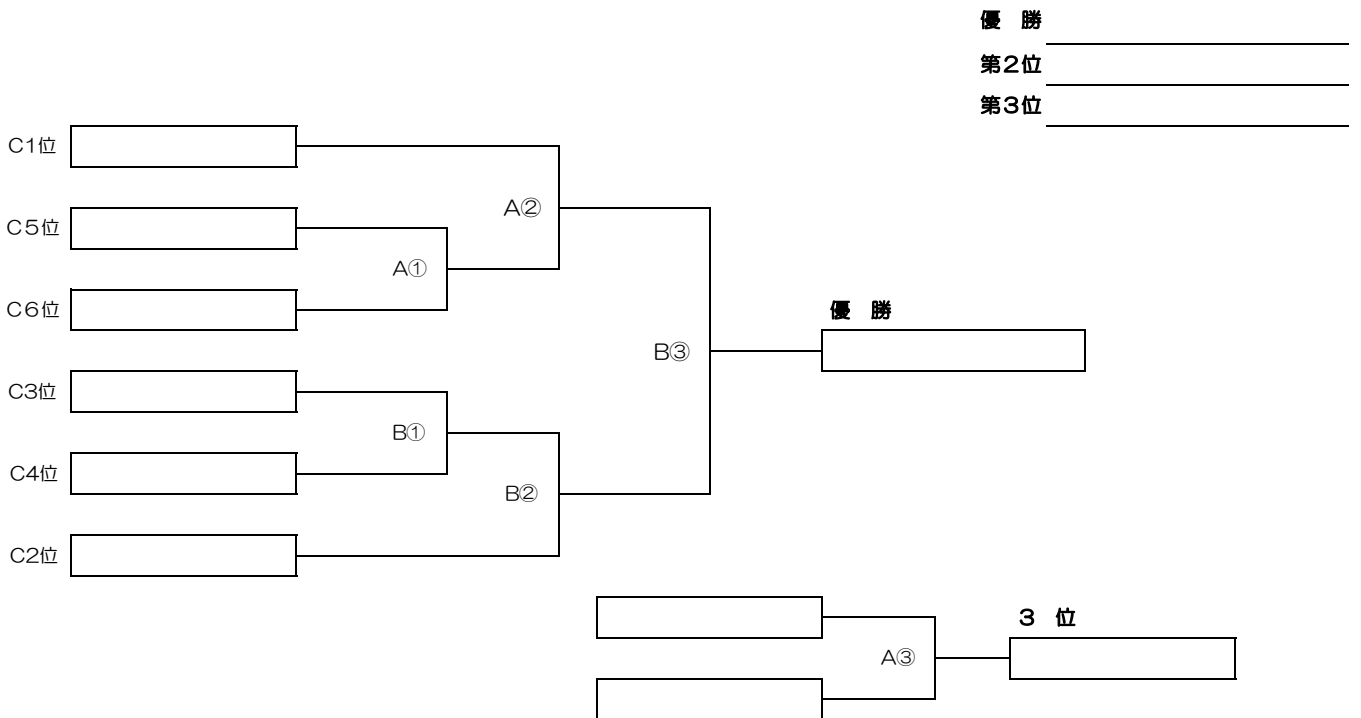 優　勝
第2位
第3位
C1位
A②
C5位
A①
C6位
優　勝
B③
C3位
B①
C4位
B②
C2位
3　位
A③